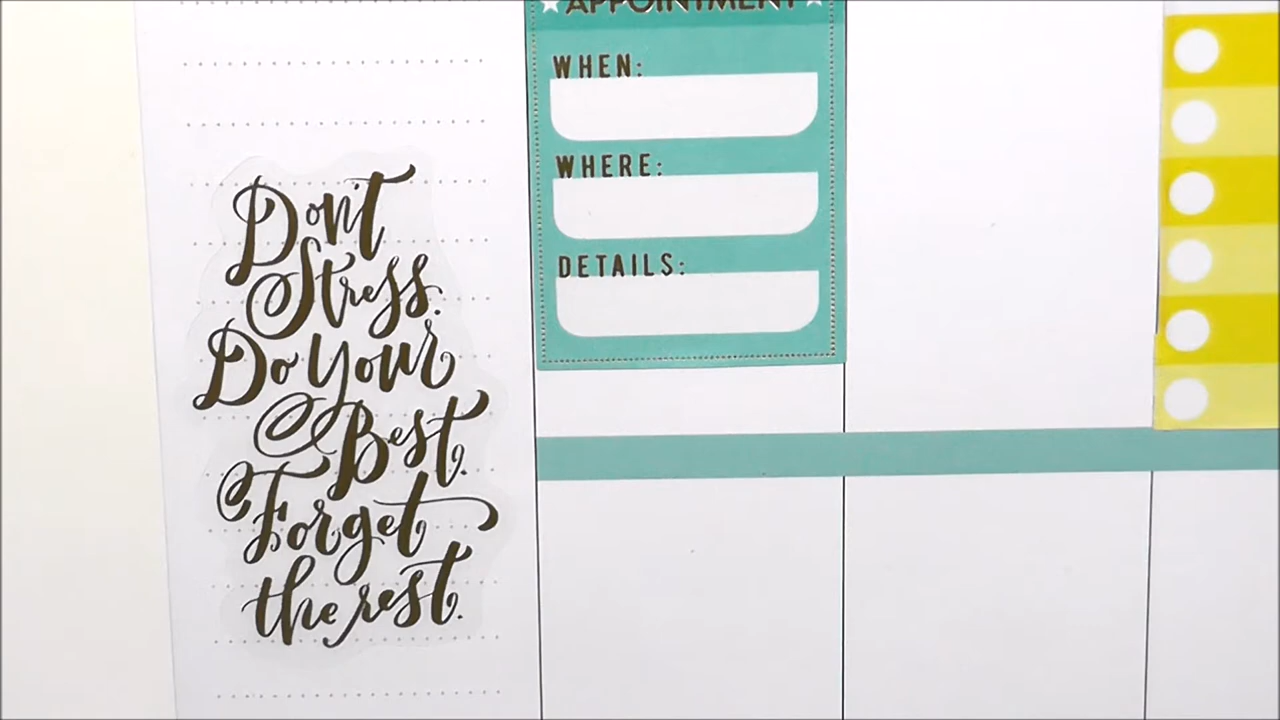 Don't
Stress.
Do Your
Best.
Forget
the rest.
APPOINTMENT
WHEN:
WHERE:
DETAILS: